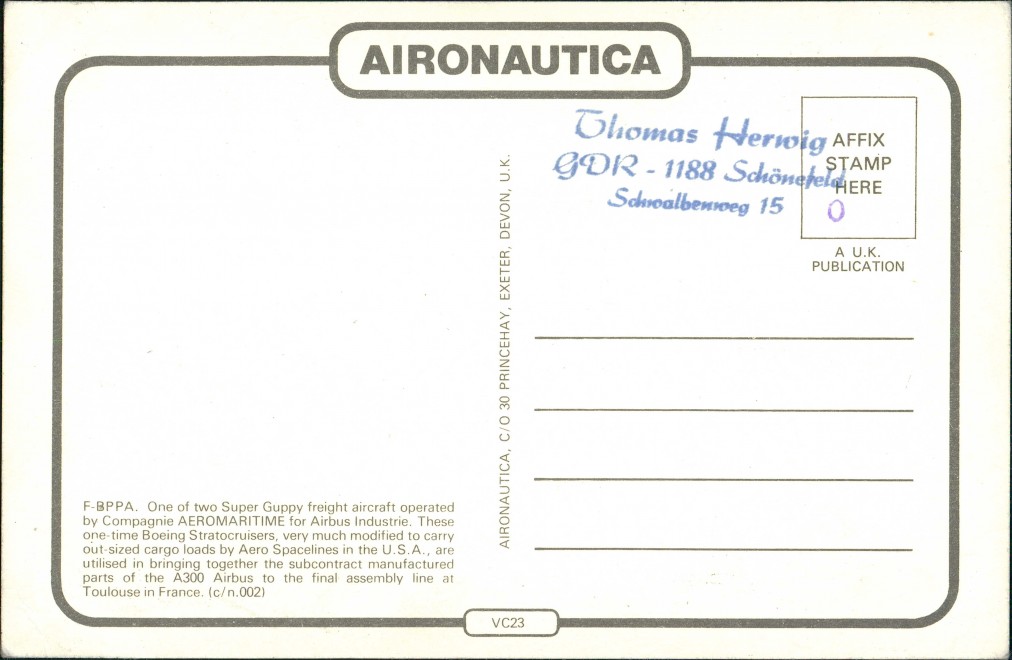 AIRONAUTICA
Thomas Herwig
GDR - 1188 Schönefeld
Schwalbenweg 15
AFFIX
STAMP
HERE
0
A U.K.
PUBLICATION
AIRONAUTICA, C/O 30 PRINCEHAY, EXETER, DEVON, U.K.
F-BPPA. One of two Super Guppy freight aircraft operated
by Compagnie AEROMARITIME for Airbus Industrie. These
one-time Boeing Stratocruisers, very much modified to carry
out-sized cargo loads by Aero Spacelines in the U.S.A., are
utilised in bringing together the subcontract manufactured
parts of the A300 Airbus to the final assembly line at
Toulouse in France. (c/n.002)
VC23